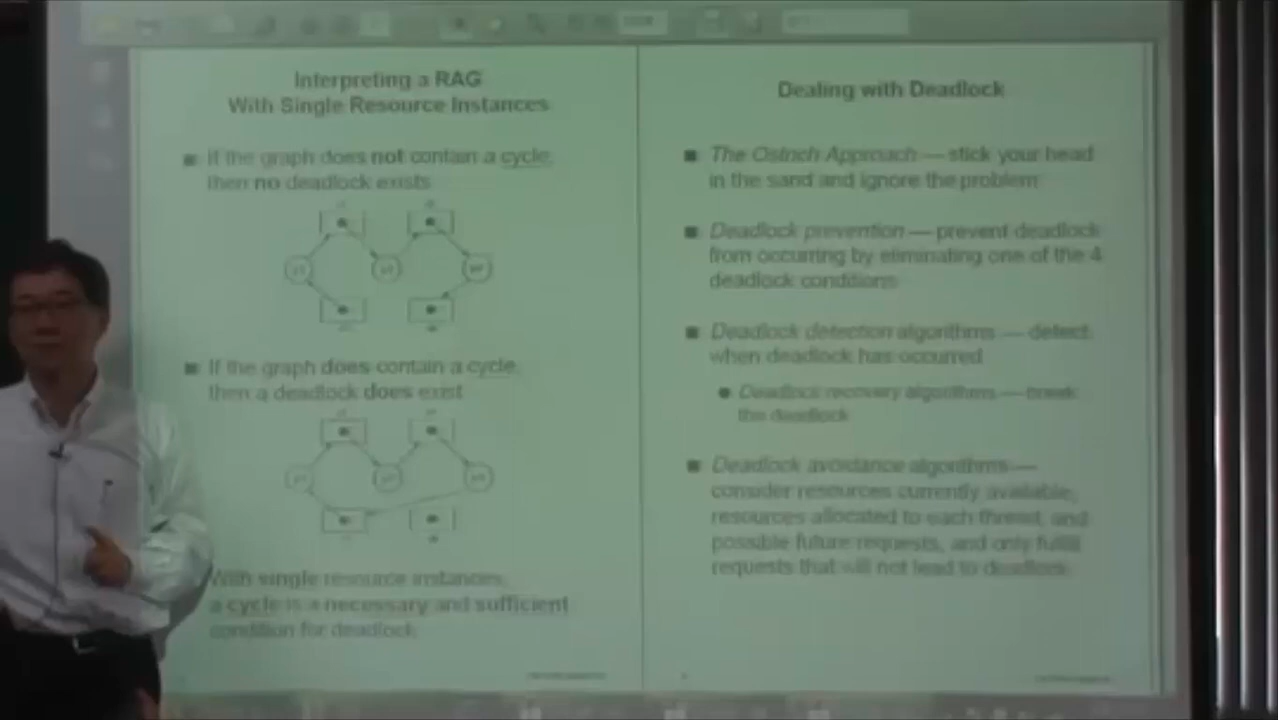 Interpreting a RAG
With Single Resource Instances
If the graph does not contain a cycle,
then no deadlock exists
If the graph does contain a cycle,
then a deadlock does exist
With single resource instances,
a cycle is a necessary and sufficient
condition for deadlock
Dealing with Deadlock
The Ostrich Approach — stick your head
in the sand and ignore the problem
Deadlock prevention — prevent deadlock
from occurring by eliminating one of the 4
deadlock conditions
Deadlock detection algorithms — detect
when deadlock has occurred
Deadlock recovery algorithms — break
the deadlock
Deadlock avoidance algorithms —
consider resources currently available,
resources allocated to each thread, and
possible future requests, and only fulfill
requests that will not lead to deadlock